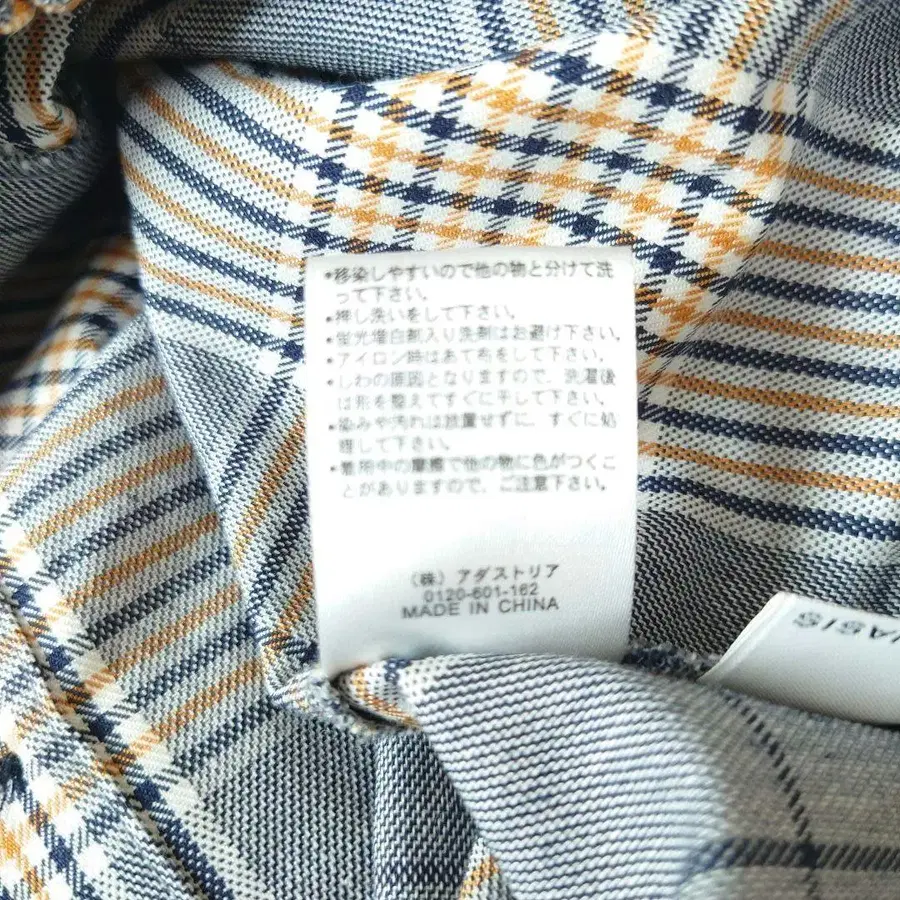 •移染しやすいので他の物と分けて洗
って下さい。
•押し洗いをして下さい。
•蛍光増白剤入り洗剤はお避け下さい。
•アイロン時はあて布をして下さい。
•しわの原因となりますので、洗濯後
は形を整えてすぐに干して下さい。
•染みや汚れは放置せずに、すぐに処
理して下さい。
•着用中の摩擦で他の物に色がつくこ
とがありますので、ご注意下さい。
(株) アダストリア
0120-601-162
MADE IN CHINA